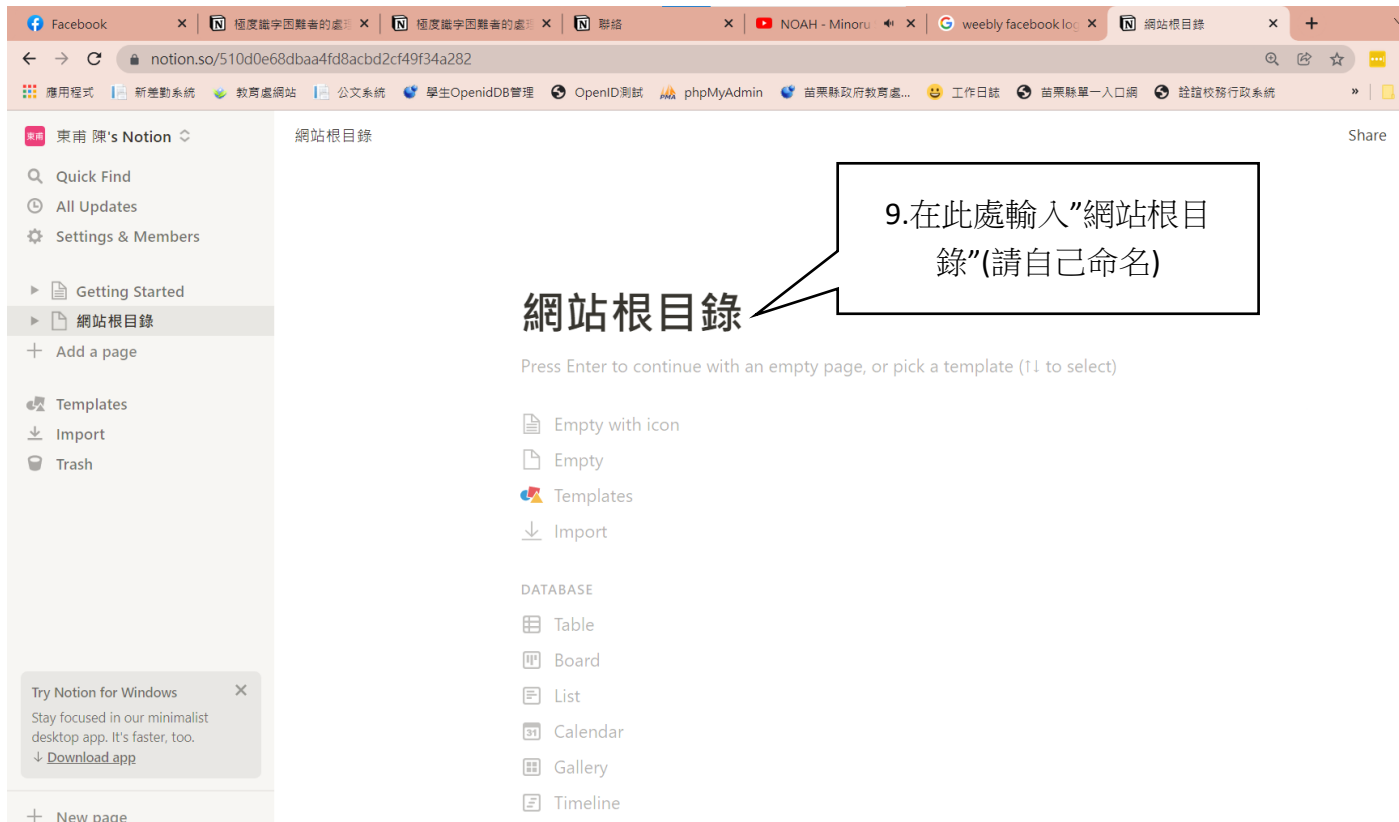 Facebook
極度識字困難者的處理
極度識字困難者的處理
聯絡
NOAH - Minoru
weebly facebook log
網站根目錄
notion.so/510d0e68dbaa4fd8acbd2cf49f34a282
應用程式
新差勤系統
教育處網站
公文系統
學生OpenidDB管理
OpenID測試
phpMyAdmin
苗栗縣政府教育處...
工作日誌
苗栗縣單一入口網
詮誼校務行政系統
»
東甫
東甫 陳's Notion
網站根目錄
Share
Quick Find
All Updates
Settings & Members
Getting Started
網站根目錄
Add a page
Templates
Import
Trash
Try Notion for Windows
Stay focused in our minimalist
desktop app. It's faster, too.
↓ Download app
New page
9.在此處輸入”網站根目
錄”(請自己命名)
網站根目錄
Press Enter to continue with an empty page, or pick a template (↑↓ to select)
Empty with icon
Empty
Templates
Import
DATABASE
Table
Board
List
31
Calendar
Gallery
Timeline